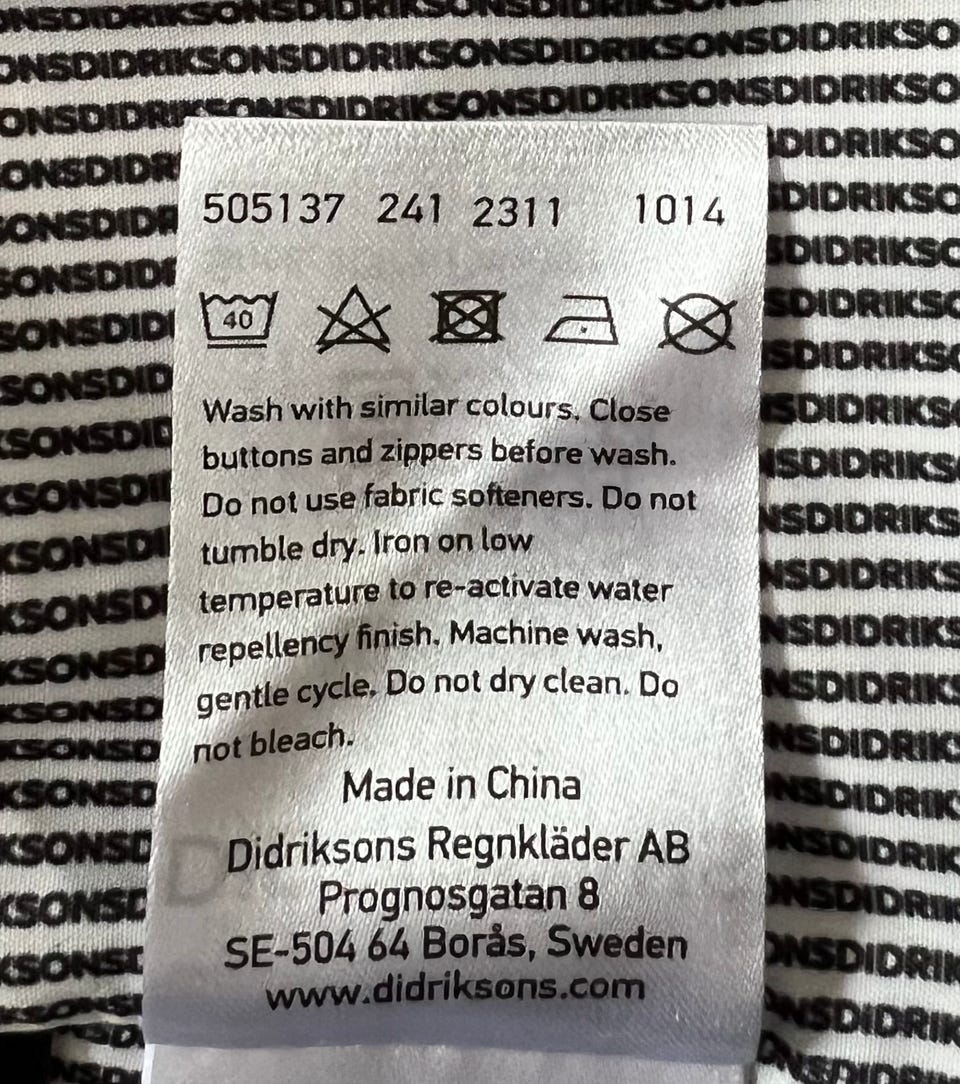 505137 241 2311 1014
40
Wash with similar colours. Close
buttons and zippers before wash.
Do not use fabric softeners. Do not
tumble dry. Iron on low
temperature to re-activate water
repellency finish. Machine wash,
gentle cycle. Do not dry clean. Do
not bleach.
Made in China
Didriksons Regnkläder AB
Prognosgatan 8
SE-504 64 Borås, Sweden
www.didriksons.com